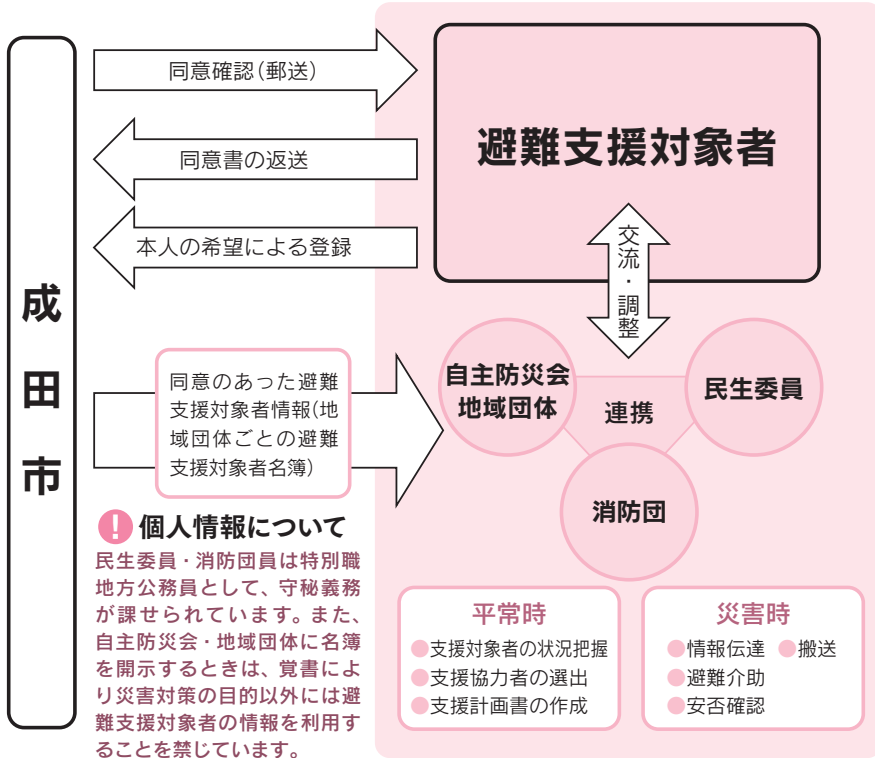 成田市
同意確認（郵送）
同意書の返送
本人の希望による登録
避難支援対象者
交流・調整
同意のあった避難
支援対象者情報（地
域団体ごとの避難
支援対象者名簿）
自主防災会
地域団体
連携
民生委員
消防団
！個人情報について
民生委員・消防団員は特別職
地方公務員として、守秘義務
が課せられています。また、
自主防災会・地域団体に名簿
を開示するときは、覚書によ
り災害対策の目的以外には避
難支援対象者の情報を利用す
ることを禁じています。
平常時
●支援対象者の状況把握
●支援協力者の選出
●支援計画書の作成
災害時
●情報伝達 ●搬送
●避難介助
●安否確認